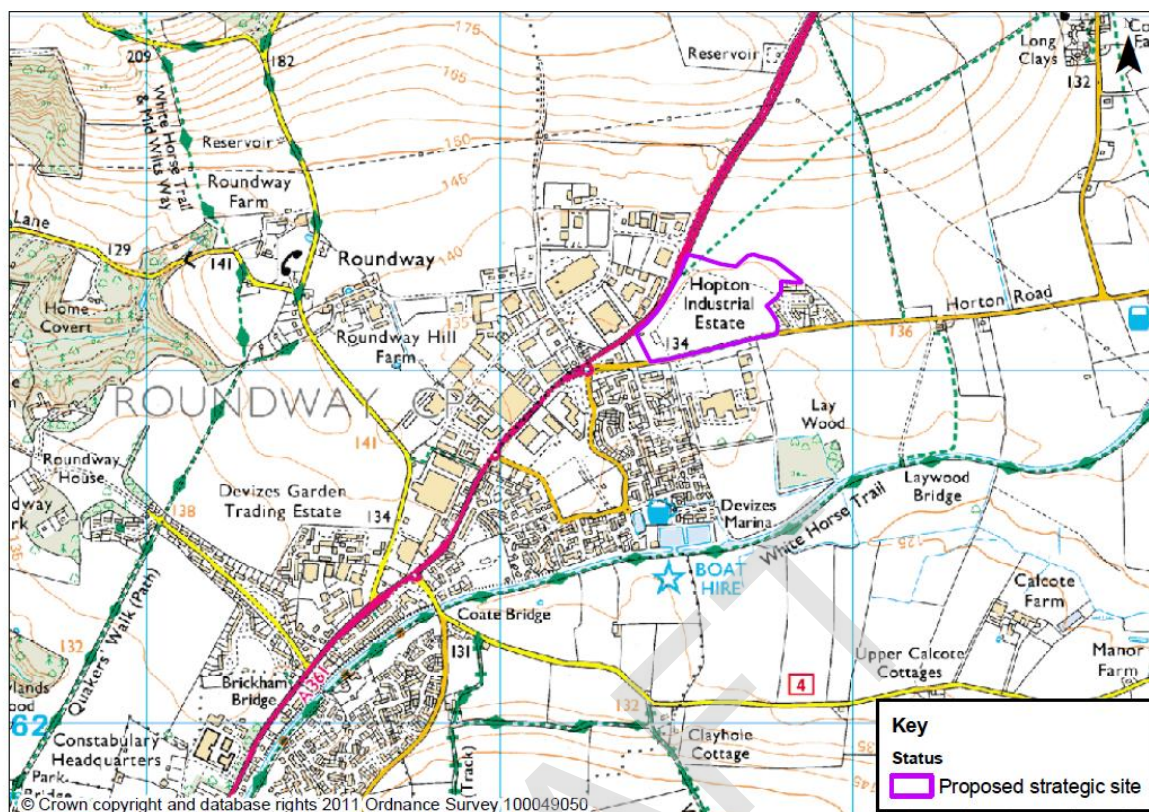 175
N
209
182
165
Reservoir
Long
Clays
132
White Horse Trail
& Mid Wilts Way
Reservoir
150
145
Roundway
Farm
Lane
129
141
Roundway
140
Hopton
Industrial
Estate
Horton Road
136
Home
Covert
135
Roundway Hill
Farm
134
ROUNDWAY CP
Lay
Wood
141
Roundway
House
138
Devizes Garden
Trading Estate
134
Laywood
Bridge
Devizes
Marina
White Horse Trail
125
BOAT
HIRE
Calcote
Farm
Quakers' Walk (Path)
132
Coate Bridge
131
Upper Calcote
Cottages
Manor
Farm
4
A361
Brickham
Bridge
132
62
Constabulary
Headquarters
Park
Bridge
(Track)
Clayhole
Cottage
135
Key
Status
Proposed strategic site
© Crown copyright and database rights 2011 Ordnance Survey 100049050